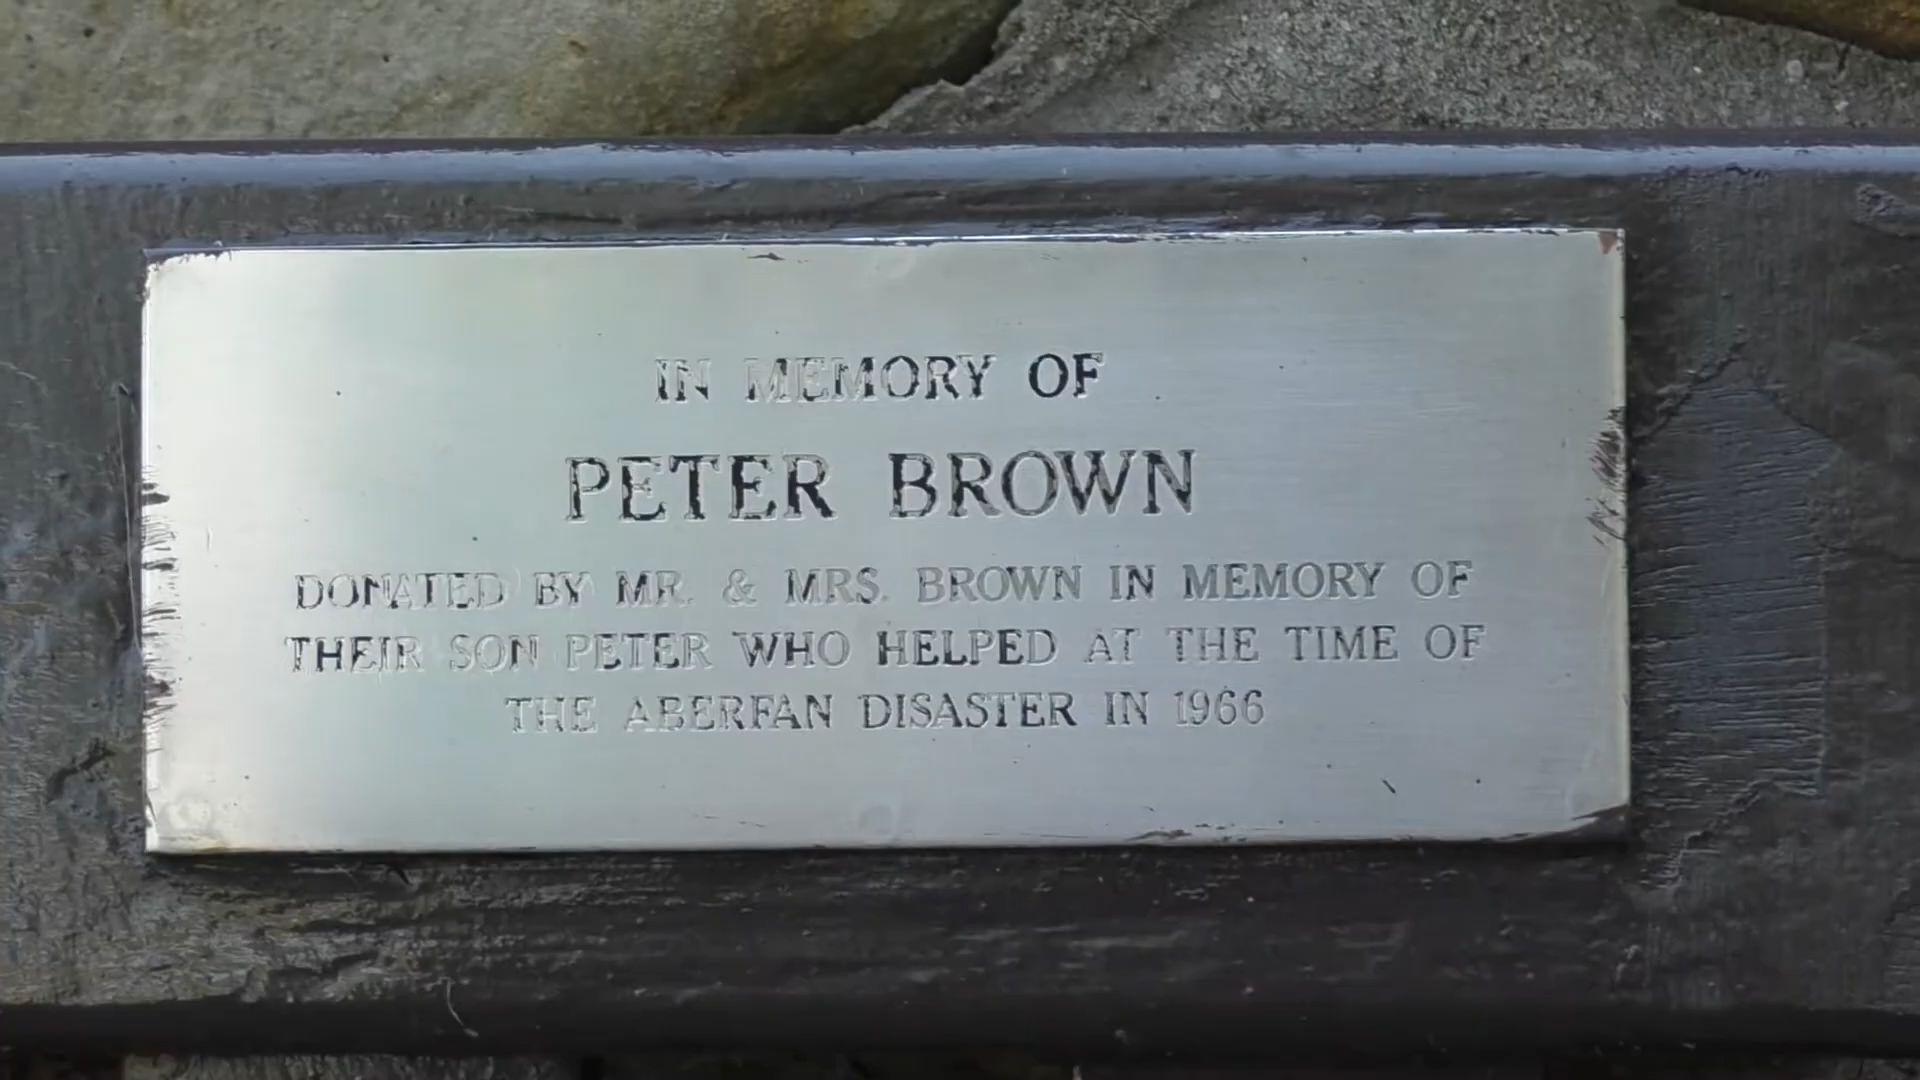 IN MEMORY OF
PETER BROWN
DONATED BY MR. & MRS. BROWN IN MEMORY OF
THEIR SON PETER WHO HELPED AT THE TIME OF
THE ABERFAN DISASTER IN 1966